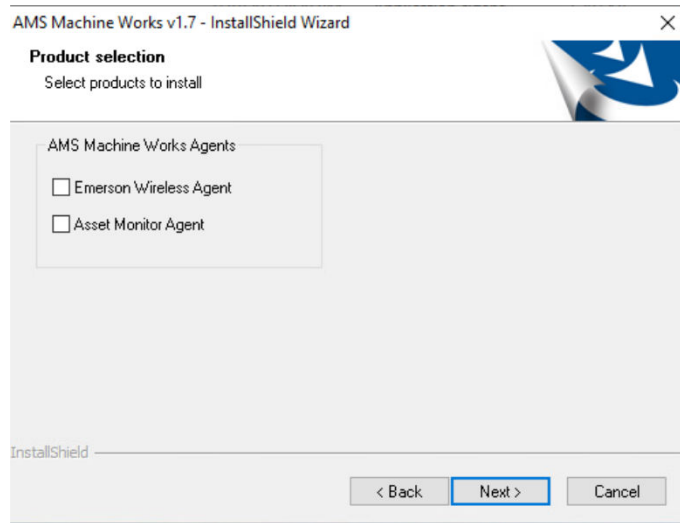 AMS Machine Works v1.7 - InstallShield Wizard
Product selection
Select products to install
AMS Machine Works Agents
Emerson Wireless Agent
Asset Monitor Agent
InstallShield
< Back Next > Cancel